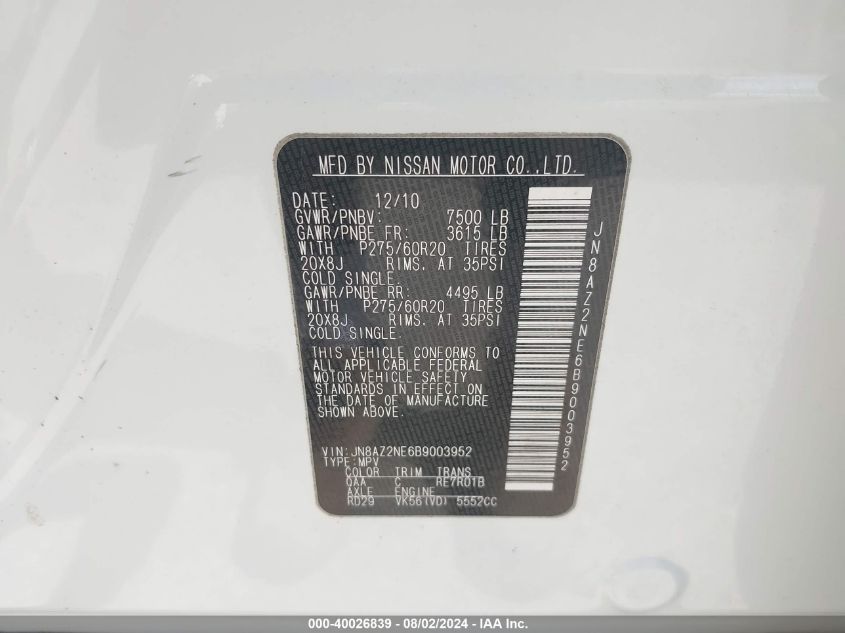 MFD BY NISSAN MOTOR CO.,LTD.
DATE: 12/10
GVWR/PNBV: 7500 LB
GAWR/PNBE FR: 3615 LB
WITH P275/60R20 TIRES
20X8J RIMS. AT 35PSI
COLD SINGLE.
GAWR/PNBE RR: 4495 LB
WITH P275/60R20 TIRES
20X8J RIMS. AT 35PSI
COLD SINGLE.
THIS VEHICLE CONFORMS TO
ALL APPLICABLE FEDERAL
MOTOR VEHICLE SAFETY
STANDARDS IN EFFECT ON
THE DATE OF MANUFACTURE
SHOWN ABOVE.
VIN:JN8AZ2NE6B9003952
TYPE:MPV
COLOR TRIM TRANS
QAA C RE7R01B
AXLE ENGINE
RD29 VK56(VD) 5552CC
JN8AZ2NE6B9003952
000-40026839 - 08/02/2024 - IAA Inc.